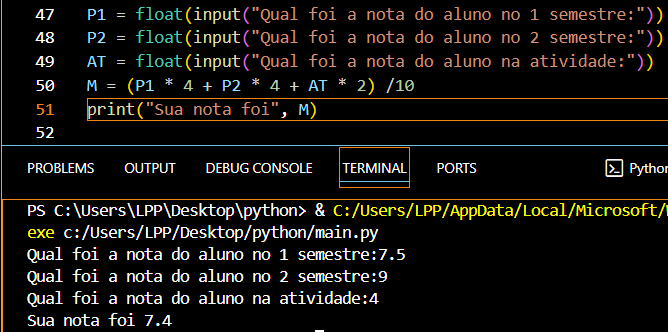 47 P1 = float(input("Qual foi a nota do aluno no 1 semestre:"))
48 P2 = float(input("Qual foi a nota do aluno no 2 semestre:"))
49 AT = float(input("Qual foi a nota do aluno na atividade:"))
50 M = (P1 * 4 + P2 * 4 + AT * 2) /10
51 print("Sua nota foi", M)
52
PROBLEMS OUTPUT DEBUG CONSOLE TERMINAL PORTS Python
PS C:\Users\LPP\Desktop\python> & C:/Users/LPP/AppData/Local/Microsoft/
exe c:/Users/LPP/Desktop/python/main.py
Qual foi a nota do aluno no 1 semestre:7.5
Qual foi a nota do aluno no 2 semestre:9
Qual foi a nota do aluno na atividade:4
Sua nota foi 7.4